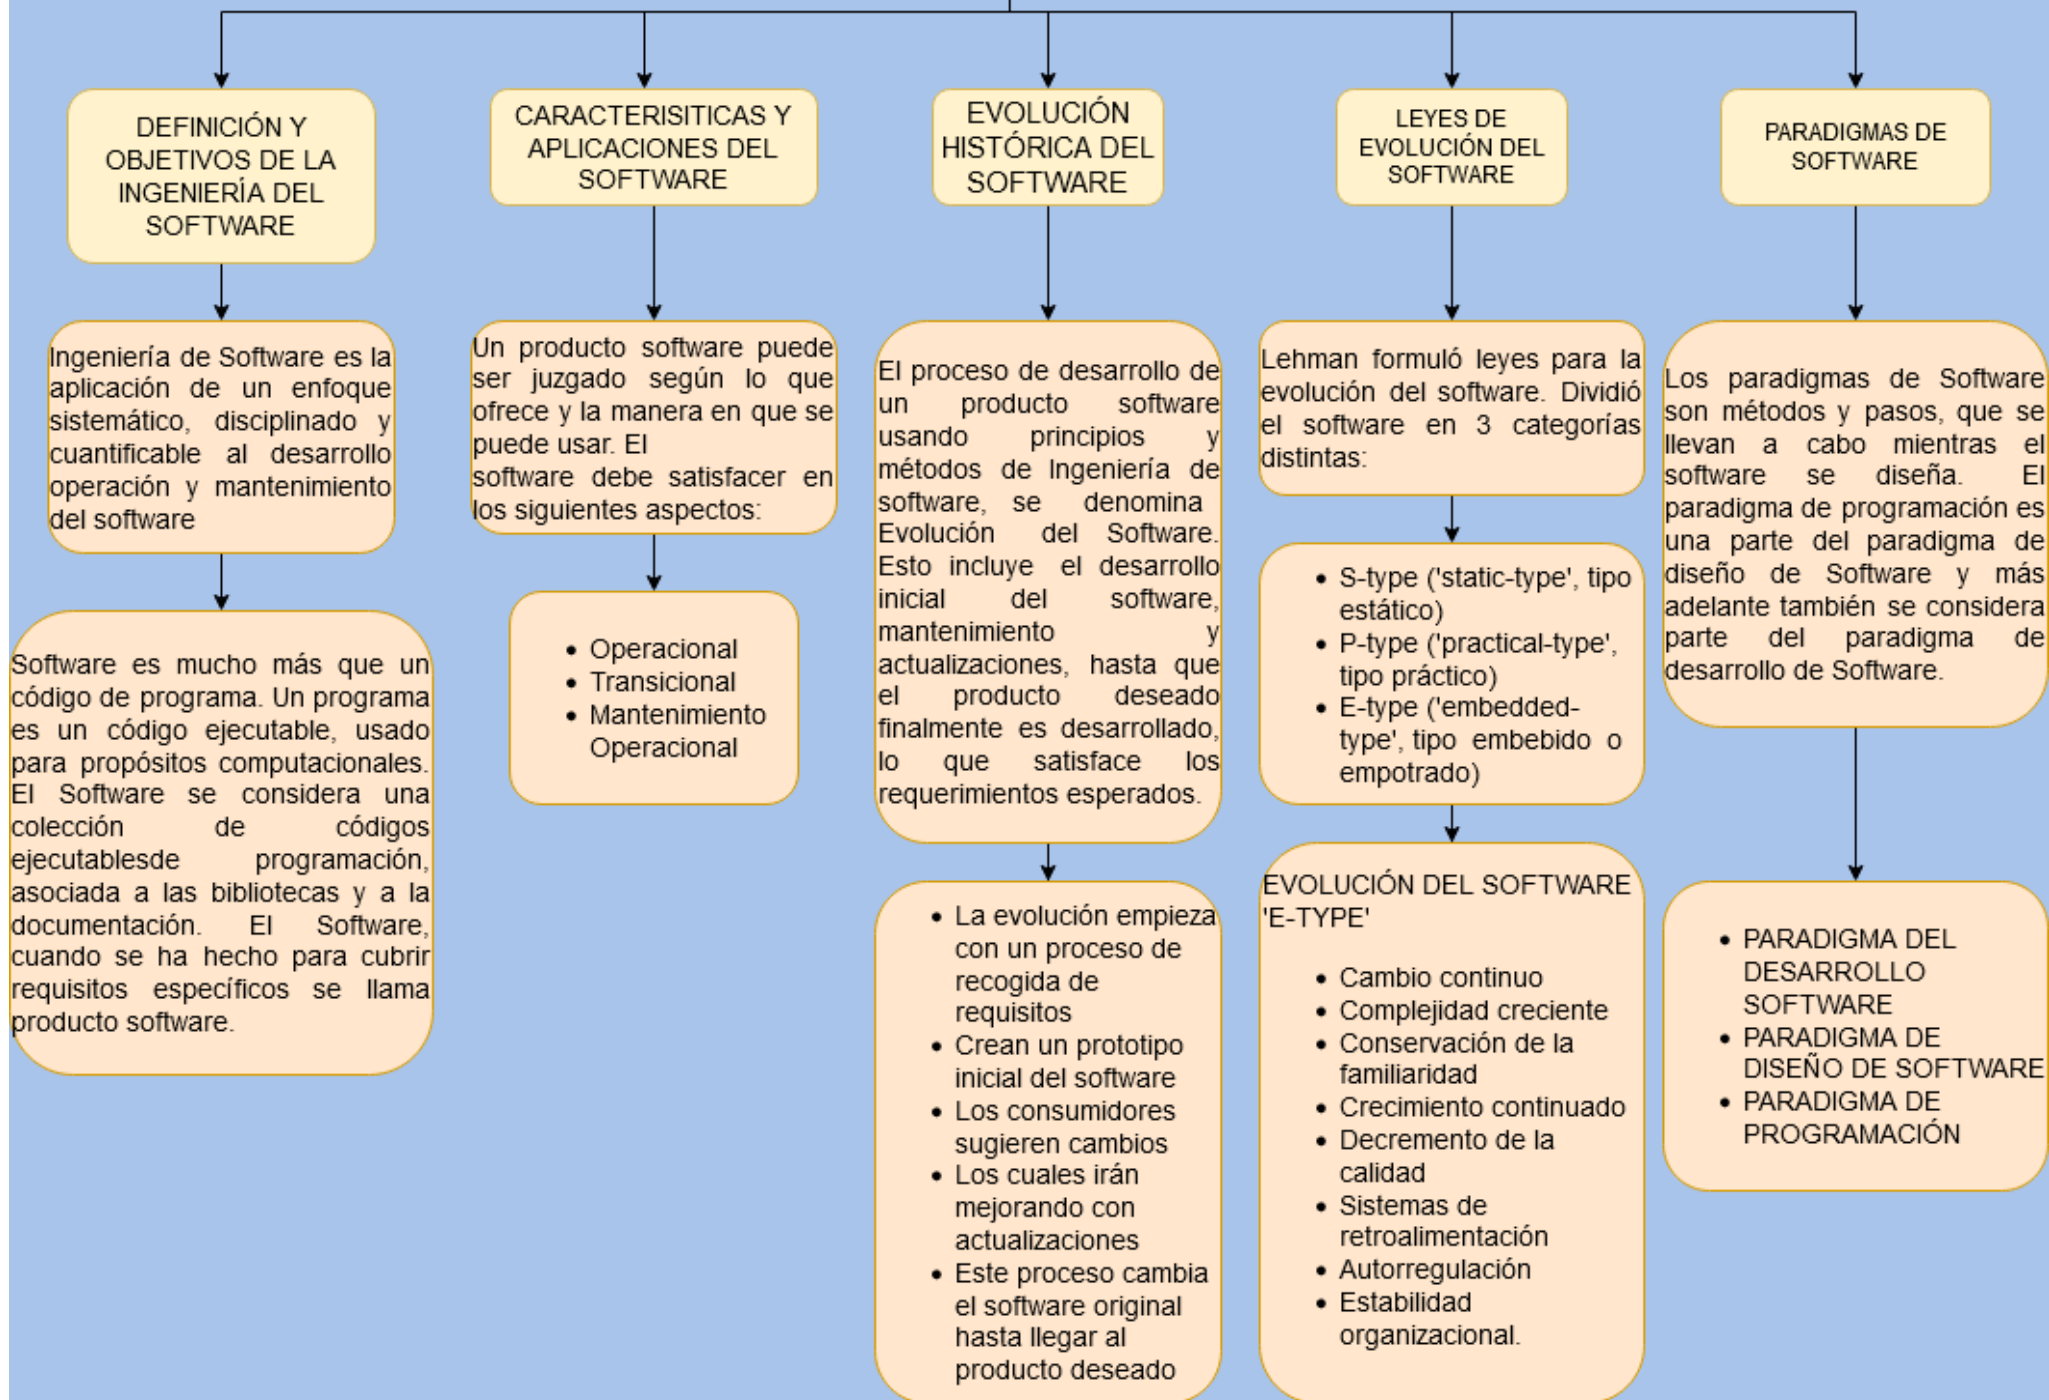 DEFINICIÓN Y
OBJETIVOS DE LA
INGENIERÍA DEL
SOFTWARE
Ingeniería de Software es la
aplicación de un enfoque
sistemático, disciplinado y
cuantificable al desarrollo
operación y mantenimiento
del software
Software es mucho más que un
código de programa. Un programa
es un código ejecutable, usado
para propósitos computacionales.
El Software se considera una
colección de códigos
ejecutablesde programación,
asociada a las bibliotecas y a la
documentación. El Software,
cuando se ha hecho para cubrir
requisitos específicos se llama
producto software.
CARACTERISITICAS Y
APLICACIONES DEL
SOFTWARE
Un producto software puede
ser juzgado según lo que
ofrece y la manera en que se
puede usar. El
software debe satisfacer en
los siguientes aspectos:
• Operacional
• Transicional
• Mantenimiento
Operacional
EVOLUCIÓN
HISTÓRICA DEL
SOFTWARE
El proceso de desarrollo de
un producto software
usando principios y
métodos de Ingeniería de
software, se denomina
Evolución del Software.
Esto incluye el desarrollo
inicial del software,
mantenimiento y
actualizaciones, hasta que
el producto deseado
finalmente es desarrollado,
lo que satisface los
requerimientos esperados.
• La evolución empieza
con un proceso de
recogida de
requisitos
• Crean un prototipo
inicial del software
• Los consumidores
sugieren cambios
• Los cuales irán
mejorando con
actualizaciones
• Este proceso cambia
el software original
hasta llegar al
producto deseado
LEYES DE
EVOLUCIÓN DEL
SOFTWARE
Lehman formuló leyes para la
evolución del software. Dividió
el software en 3 categorías
distintas:
• S-type ('static-type', tipo
estático)
• P-type ('practical-type',
tipo práctico)
• E-type ('embedded-
type', tipo embebido o
empotrado)
EVOLUCIÓN DEL SOFTWARE
'E-TYPE'
• Cambio continuo
• Complejidad creciente
• Conservación de la
familiaridad
• Crecimiento continuado
• Decremento de la
calidad
• Sistemas de
retroalimentación
• Autorregulación
• Estabilidad
organizacional.
PARADIGMAS DE
SOFTWARE
Los paradigmas de Software
son métodos y pasos, que se
llevan a cabo mientras el
software se diseña. El
paradigma de programación es
una parte del paradigma de
diseño de Software y más
adelante también se considera
parte del paradigma de
desarrollo de Software.
• PARADIGMA DEL
DESARROLLO
SOFTWARE
• PARADIGMA DE
DISEÑO DE SOFTWARE
• PARADIGMA DE
PROGRAMACIÓN